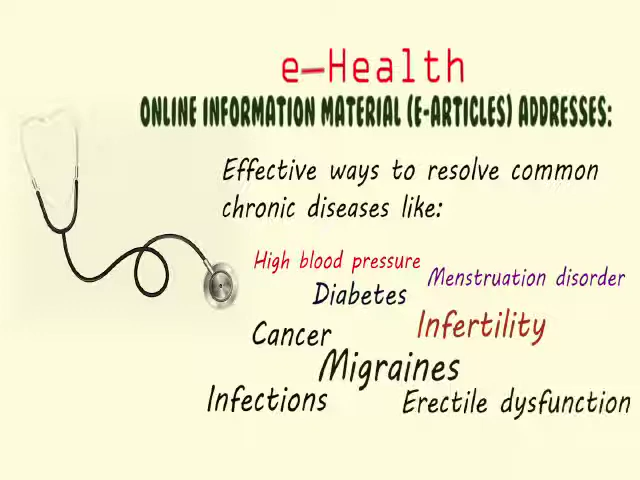 e-Health
ONLINE INFORMATION MATERIAL (E-ARTICLES) ADDRESSES:
Effective ways to resolve common
chronic diseases like:
High blood pressure
Menstruation disorder
Diabetes
Cancer
Infertility
Migraines
Infections
Erectile dysfunction